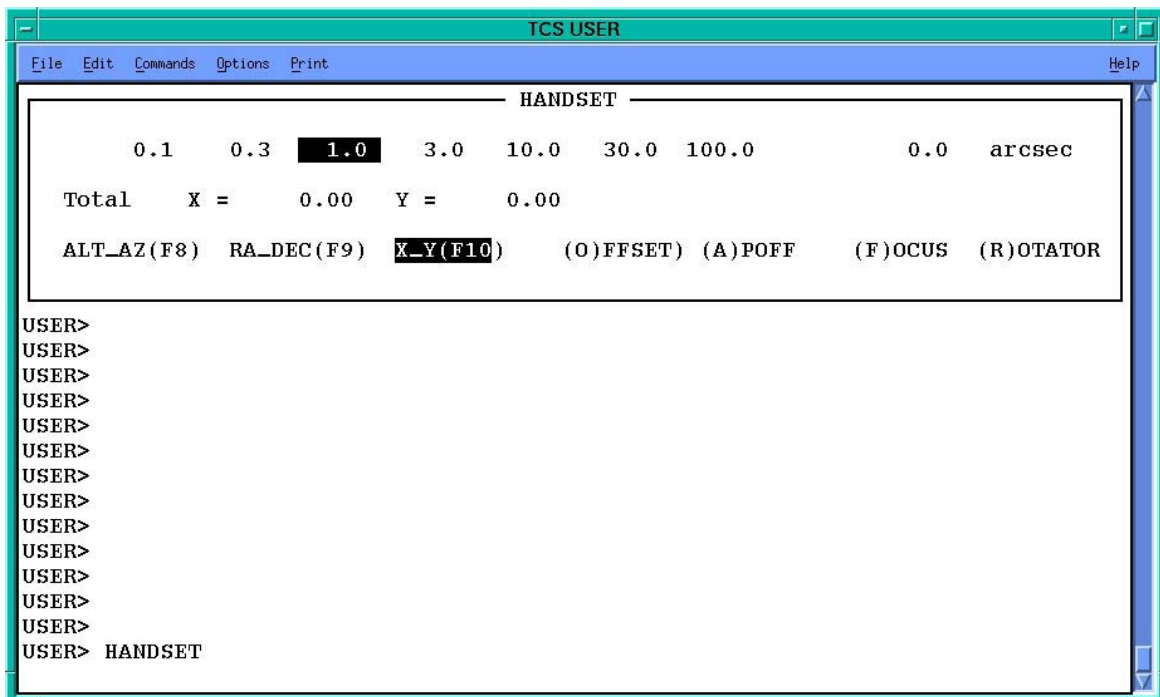 TCS USER
File Edit Commands Options Print Help
HANDSET
0.1 0.3 1.0 3.0 10.0 30.0 100.0 0.0 arcsec
Total X = 0.00 Y = 0.00
ALT_AZ(F8) RA_DEC(F9) X_Y(F10) (O)FFSET) (A)POFF (F)OCUS (R)OTATOR
USER>
USER>
USER>
USER>
USER>
USER>
USER>
USER>
USER>
USER>
USER>
USER>
USER>
USER> HANDSET